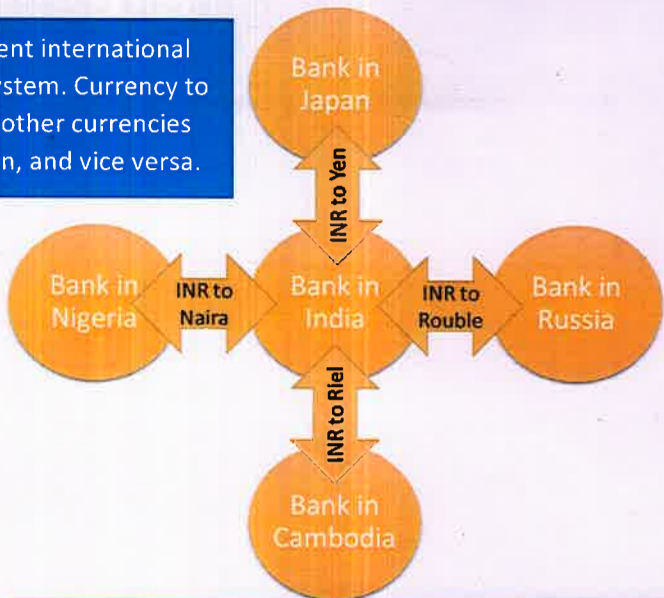 ent international
ystem. Currency to
other currencies
n, and vice versa.
Bank in
Japan
INR to Yen
Bank in
Nigeria
INR to
Naira
Bank in
India
INR to
Rouble
Bank in
Russia
INR to Riel
Bank in
Cambodia